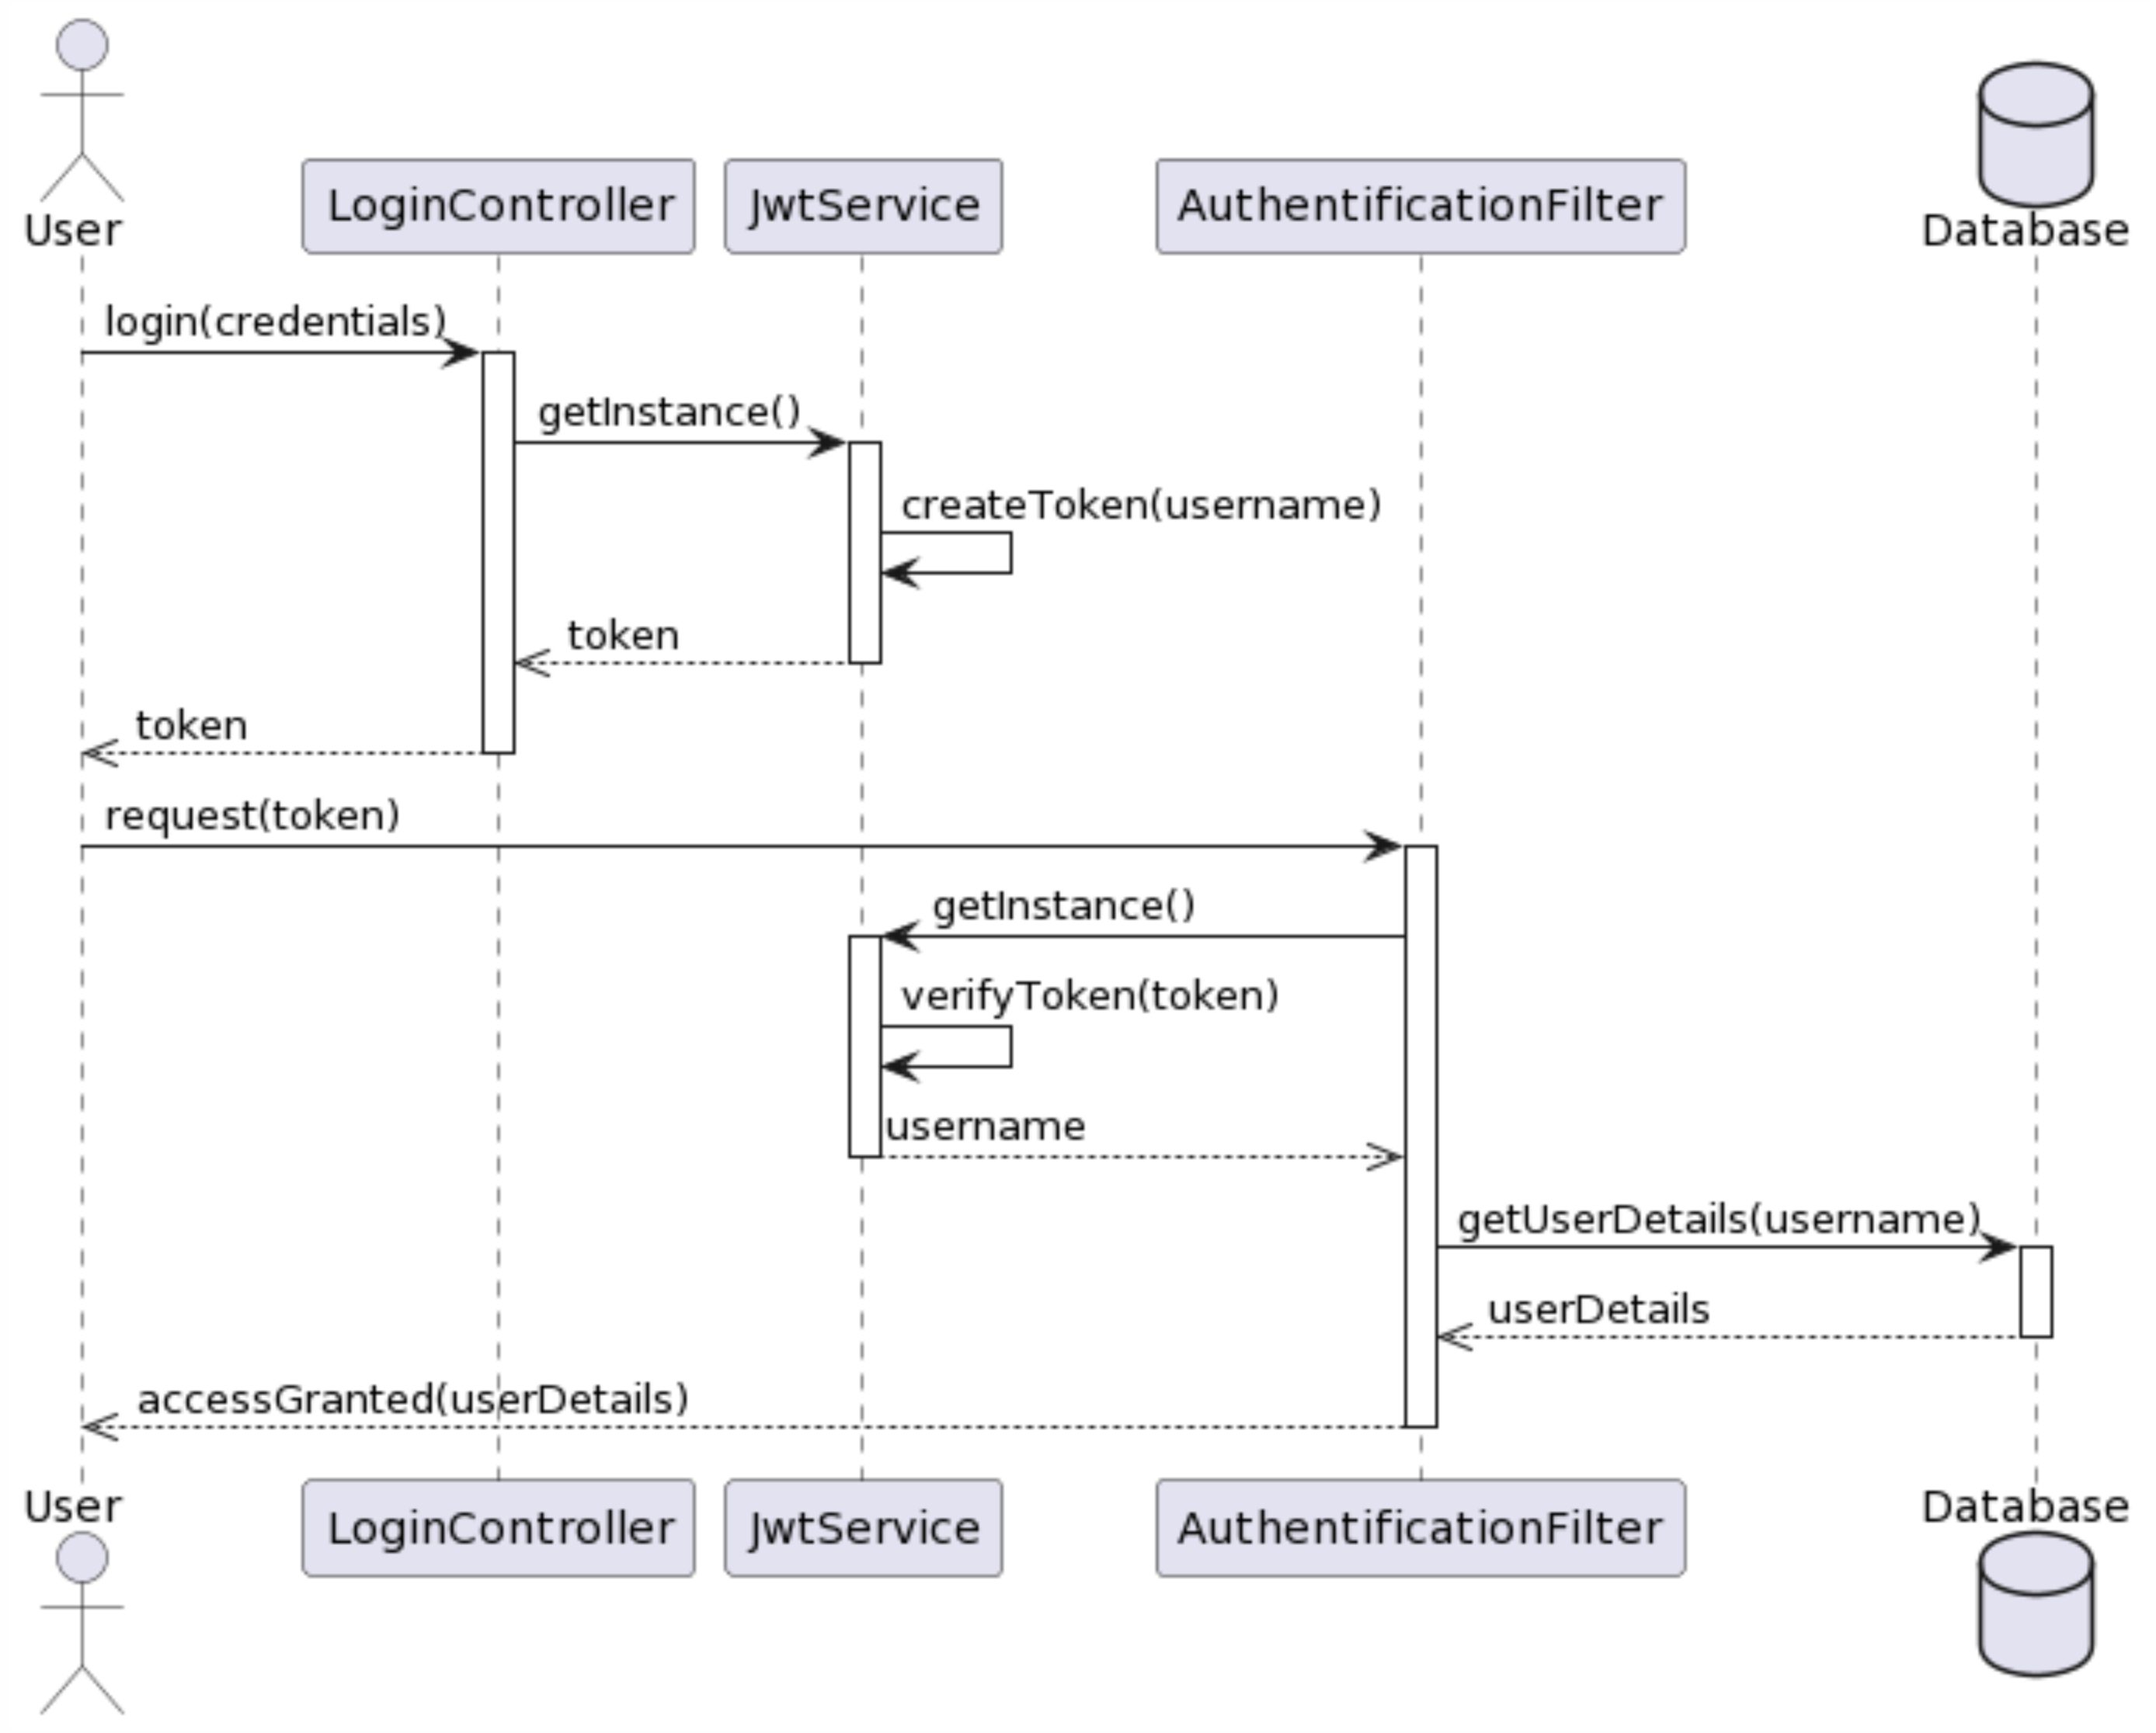 User
LoginController
JwtService
AuthentificationFilter
Database
login(credentials)
getInstance()
createToken(username)
token
token
request(token)
getInstance()
verifyToken(token)
username
getUserDetails(username)
userDetails
accessGranted(userDetails)
User
LoginController
JwtService
AuthentificationFilter
Database